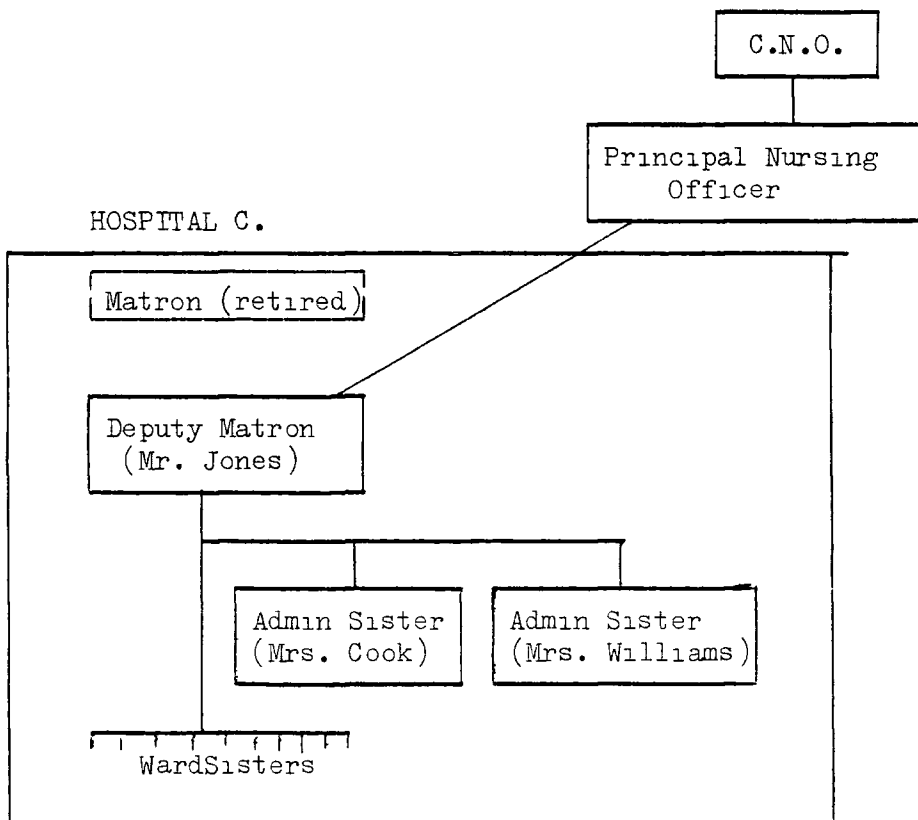 C.N.O.
Principal Nursing
Officer
HOSPITAL C.
Matron (retired)
Deputy Matron
(Mr. Jones)
Admin Sister
(Mrs. Cook)
Admin Sister
(Mrs. Williams)
WardSisters